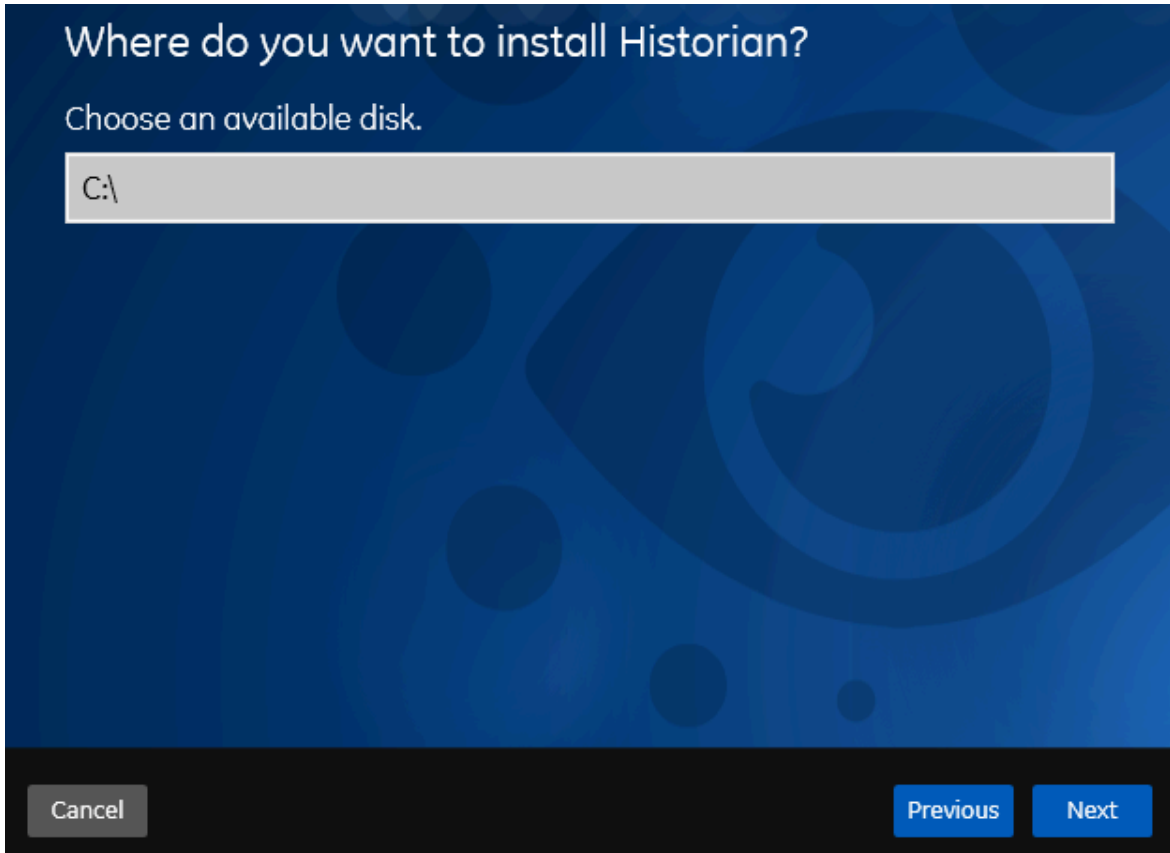 Where do you want to install Historian?
Choose an available disk.
C:\
Cancel
Previous
Next